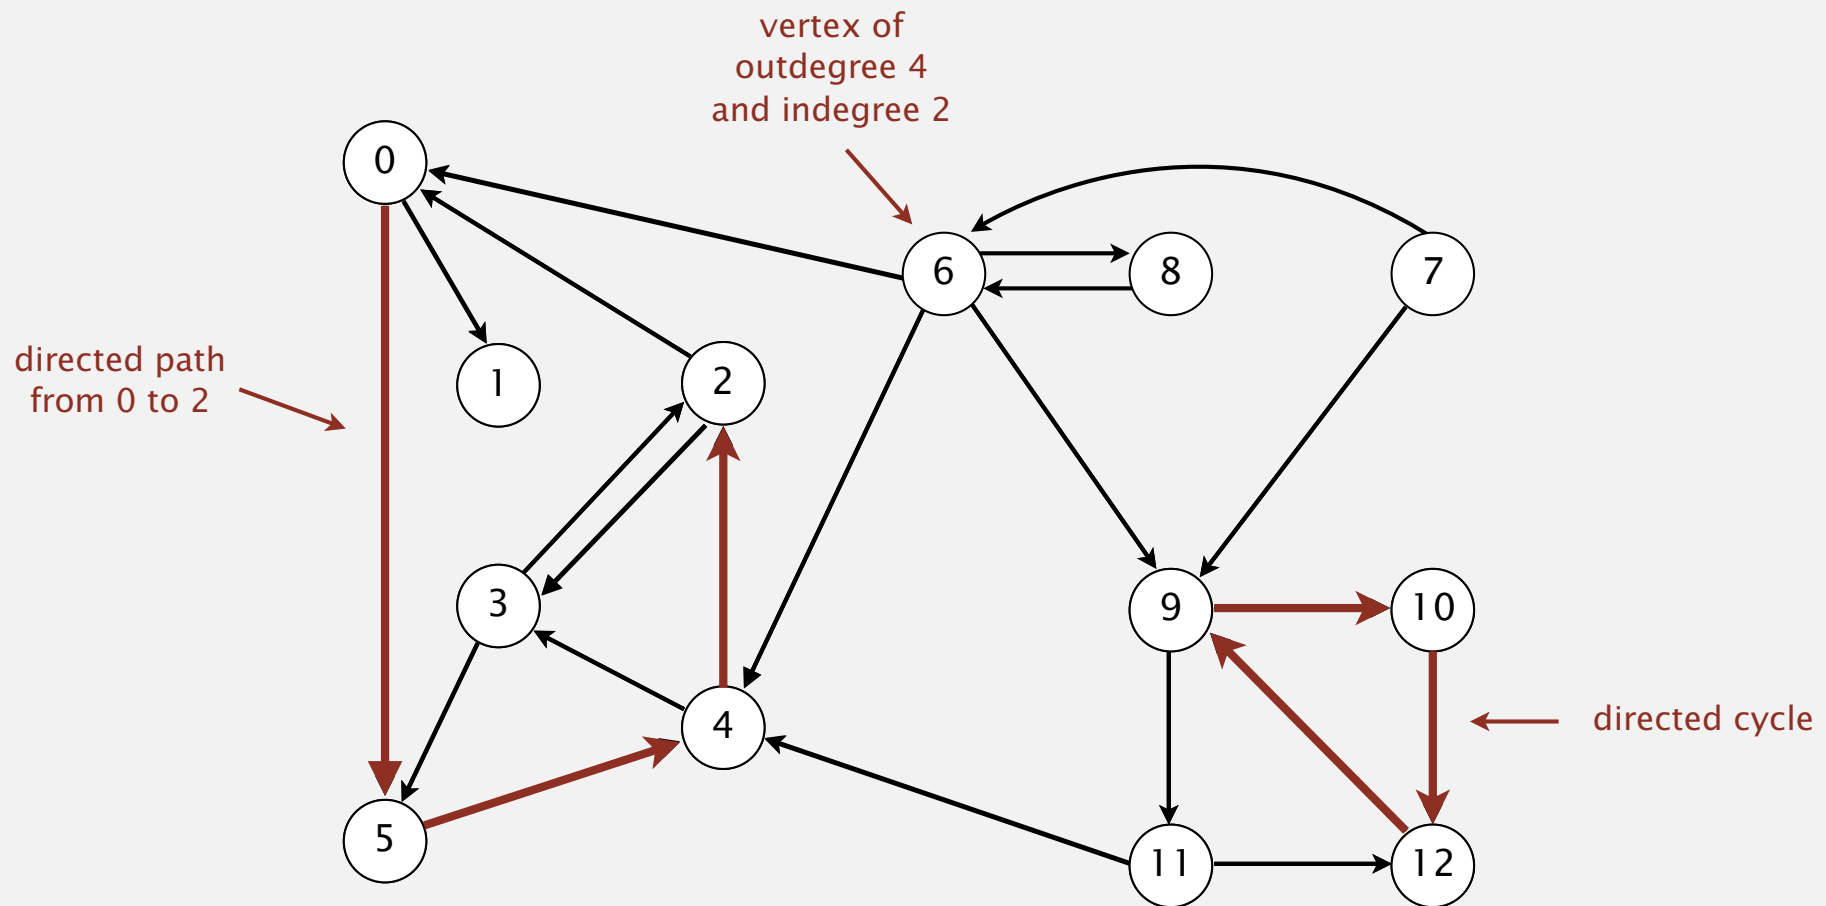 vertex of
outdegree 4
and indegree 2
0
6
8
7
directed path
from 0 to 2
1
2
3
9
10
4
directed cycle
5
11
12